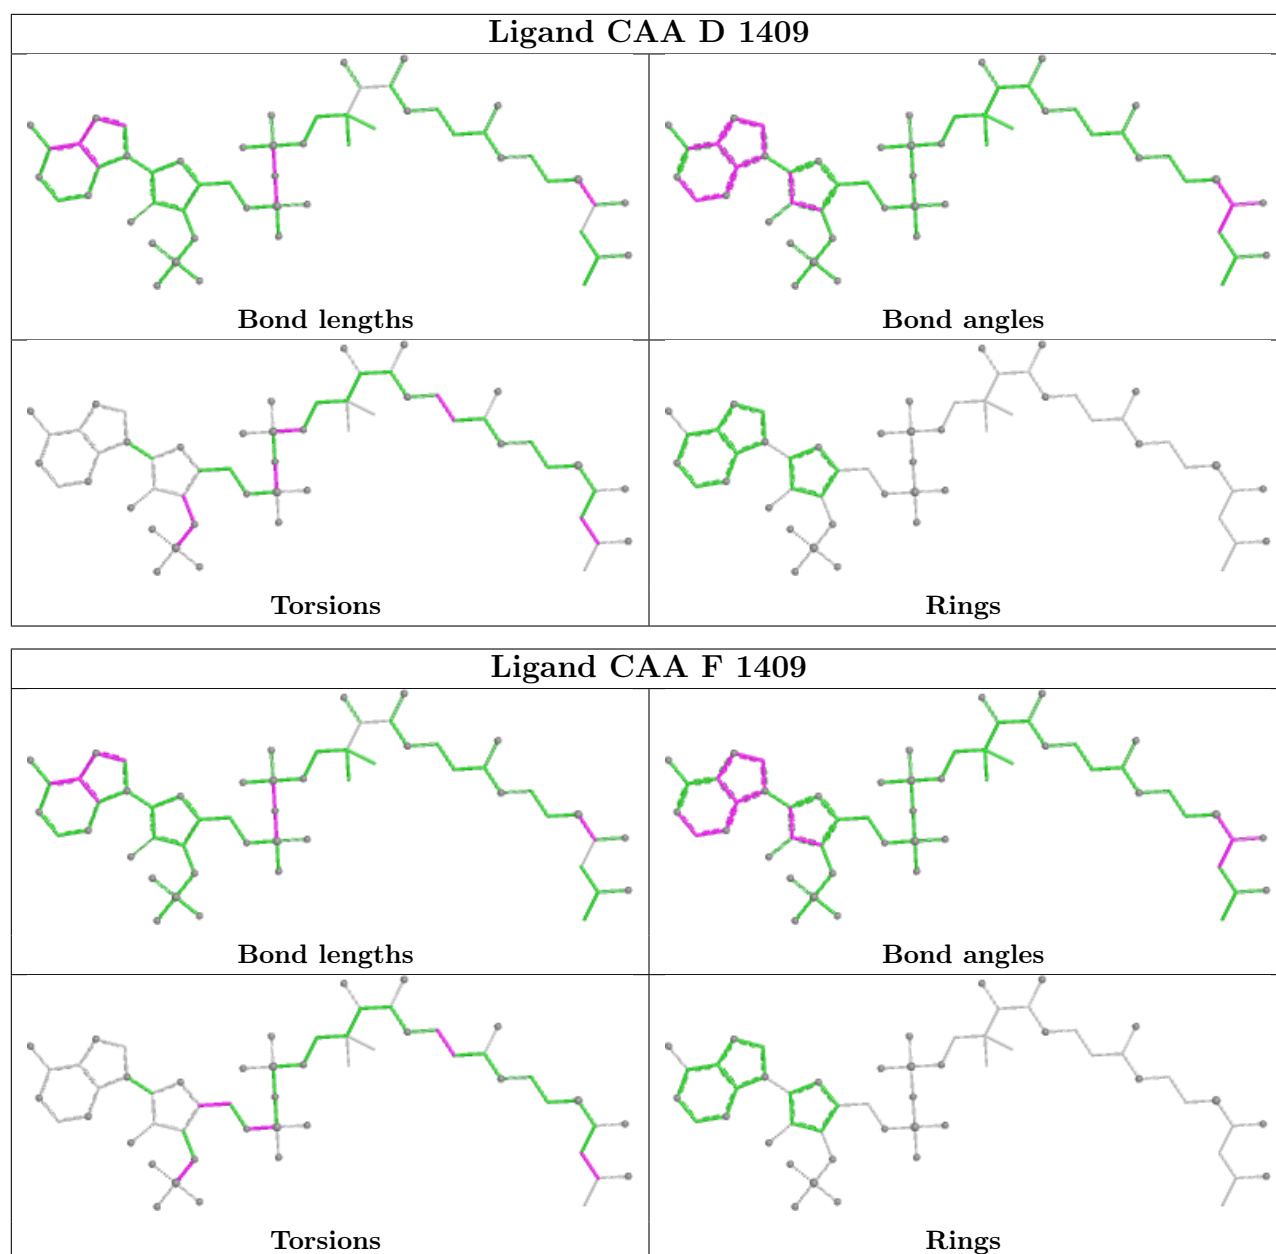 Ligand CAA D 1409
Bond lengths
Bond angles
Torsions
Rings
Ligand CAA F 1409
Bond lengths
Bond angles
Torsions
Rings